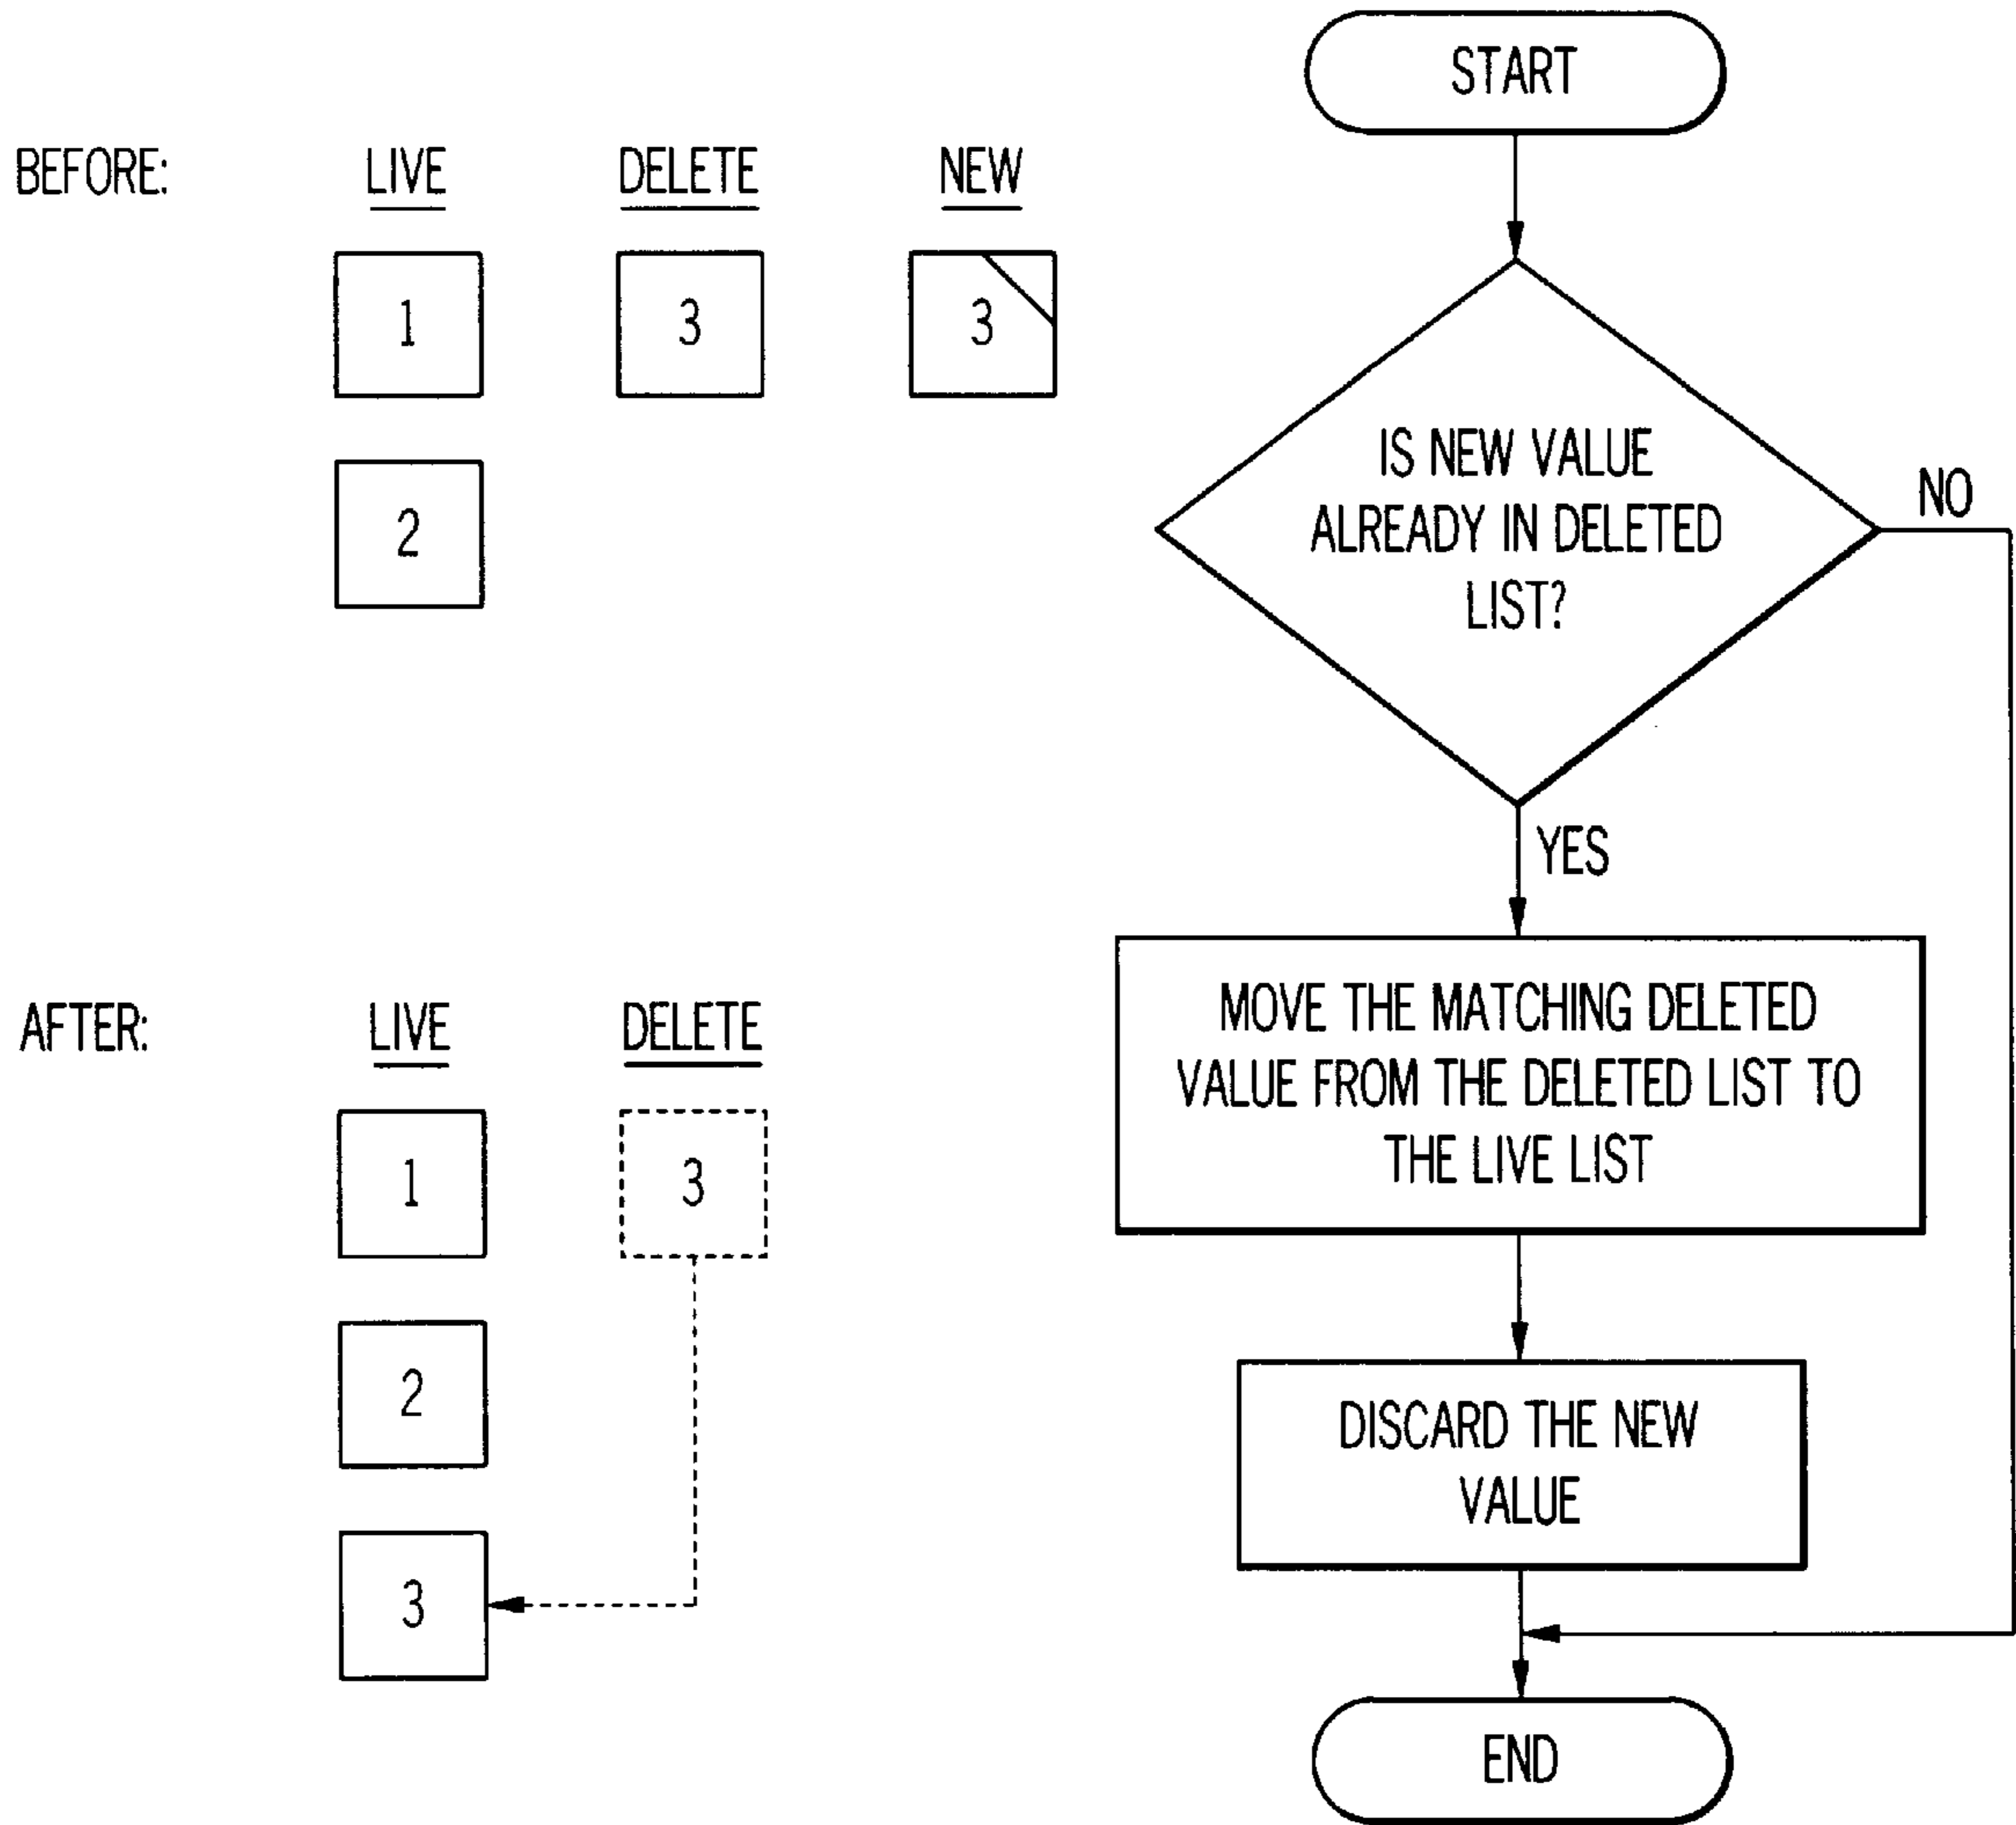 BEFORE:
LIVE
DELETE
NEW
1
3
3
2
AFTER:
LIVE
DELETE
1
3
2
3
START
IS NEW VALUE
ALREADY IN DELETED
LIST?
NO
YES
MOVE THE MATCHING DELETED
VALUE FROM THE DELETED LIST TO
THE LIVE LIST
DISCARD THE NEW
VALUE
END